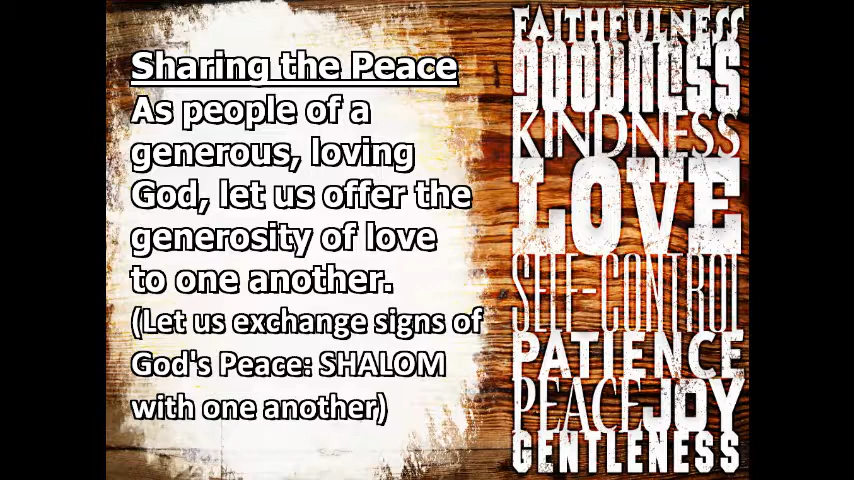 Sharing the Peace
As people of a
generous, loving
God, let us offer the
generosity of love
to one another.
(Let us exchange signs of
God's Peace: SHALOM
with one another)
FAITHFULNESS
GOODNESS
KINDNESS
LOVE
SELF-CONTROL
PATIENCE
PEACE JOY
GENTLENESS